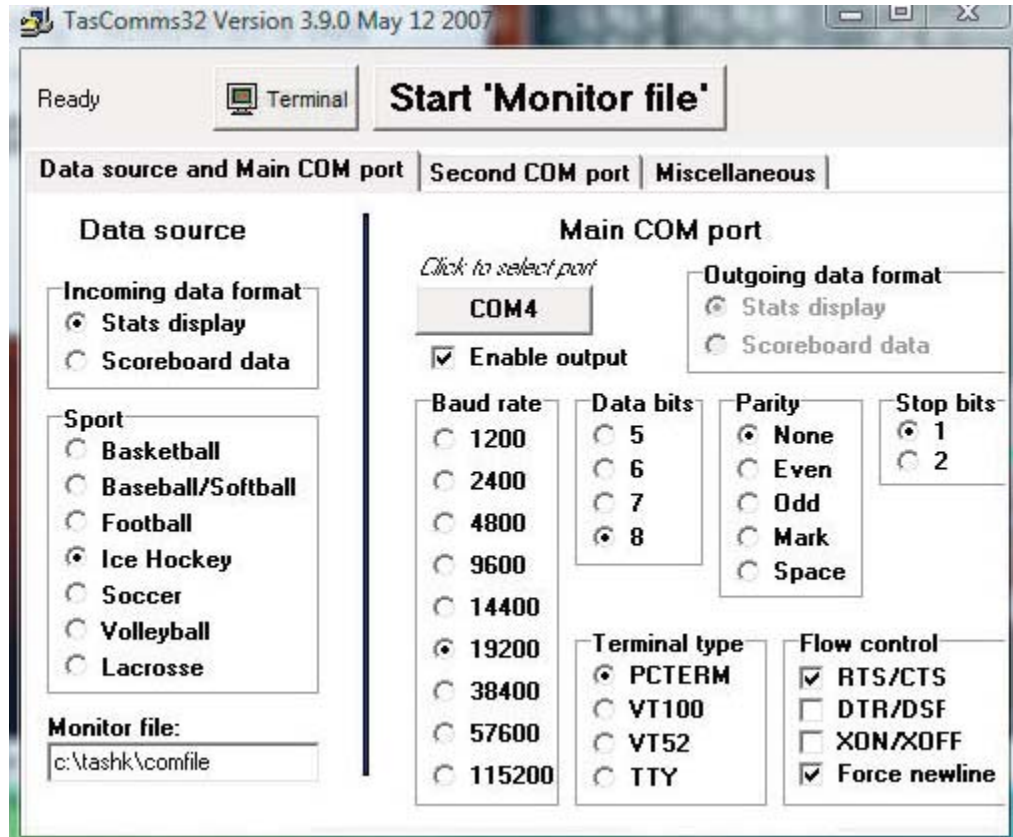 TasComms32 Version 3.9.0 May 12 2007
Ready
Terminal
Start 'Monitor file'
Data source and Main COM port
Second COM port
Miscellaneous
Data source
Incoming data format
Stats display
Scoreboard data
Sport
Basketball
Baseball/Softball
Football
Ice Hockey
Soccer
Volleyball
Lacrosse
Monitor file:
c:\tashk\comfile
Main COM port
Click to select port
COM4
Enable output
Outgoing data format
Stats display
Scoreboard data
Baud rate
1200
2400
4800
9600
14400
19200
38400
57600
115200
Data bits
5
6
7
8
Parity
None
Even
Odd
Mark
Space
Stop bits
1
2
Terminal type
PCTERM
VT100
VT52
TTY
Flow control
RTS/CTS
DTR/DSF
XON/XOFF
Force newline